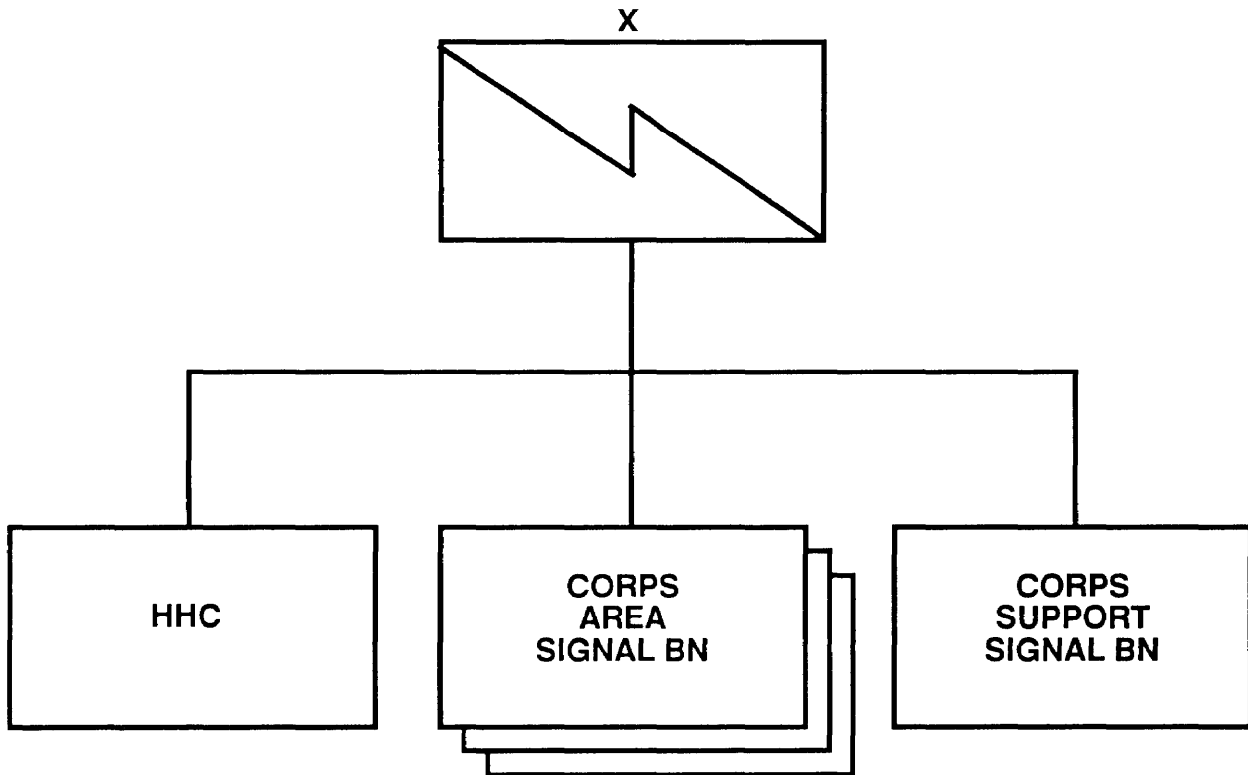 X
HHC
CORPS
AREA
SIGNAL BN
CORPS
SUPPORT
SIGNAL BN